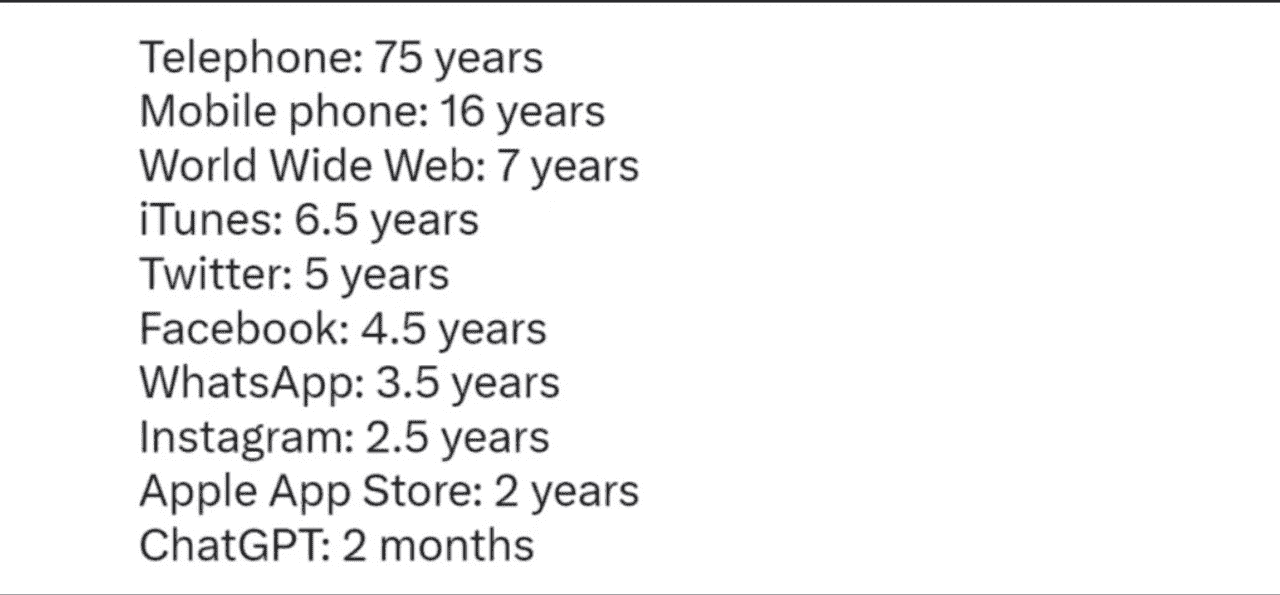 Telephone: 75 years
Mobile phone: 16 years
World Wide Web: 7 years
iTunes: 6.5 years
Twitter: 5 years
Facebook: 4.5 years
WhatsApp: 3.5 years
Instagram: 2.5 years
Apple App Store: 2 years
ChatGPT: 2 months